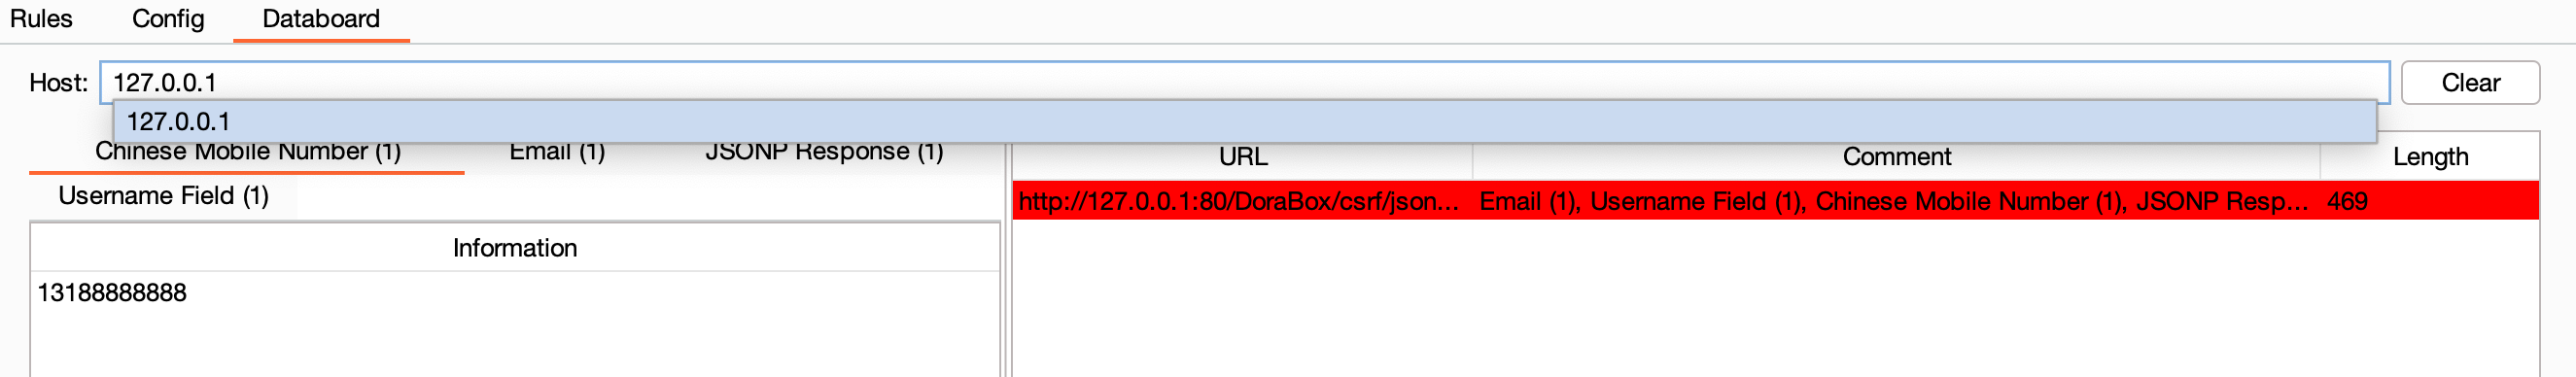 Rules Config Databoard
Host: 127.0.0.1 Clear
127.0.0.1
Chinese Mobile Number (1) Email (1) JSONP Response (1)
Username Field (1)
Information
13188888888
URL Comment Length
http://127.0.0.1:80/DoraBox/csrf/json... Email (1), Username Field (1), Chinese Mobile Number (1), JSONP Resp... 469